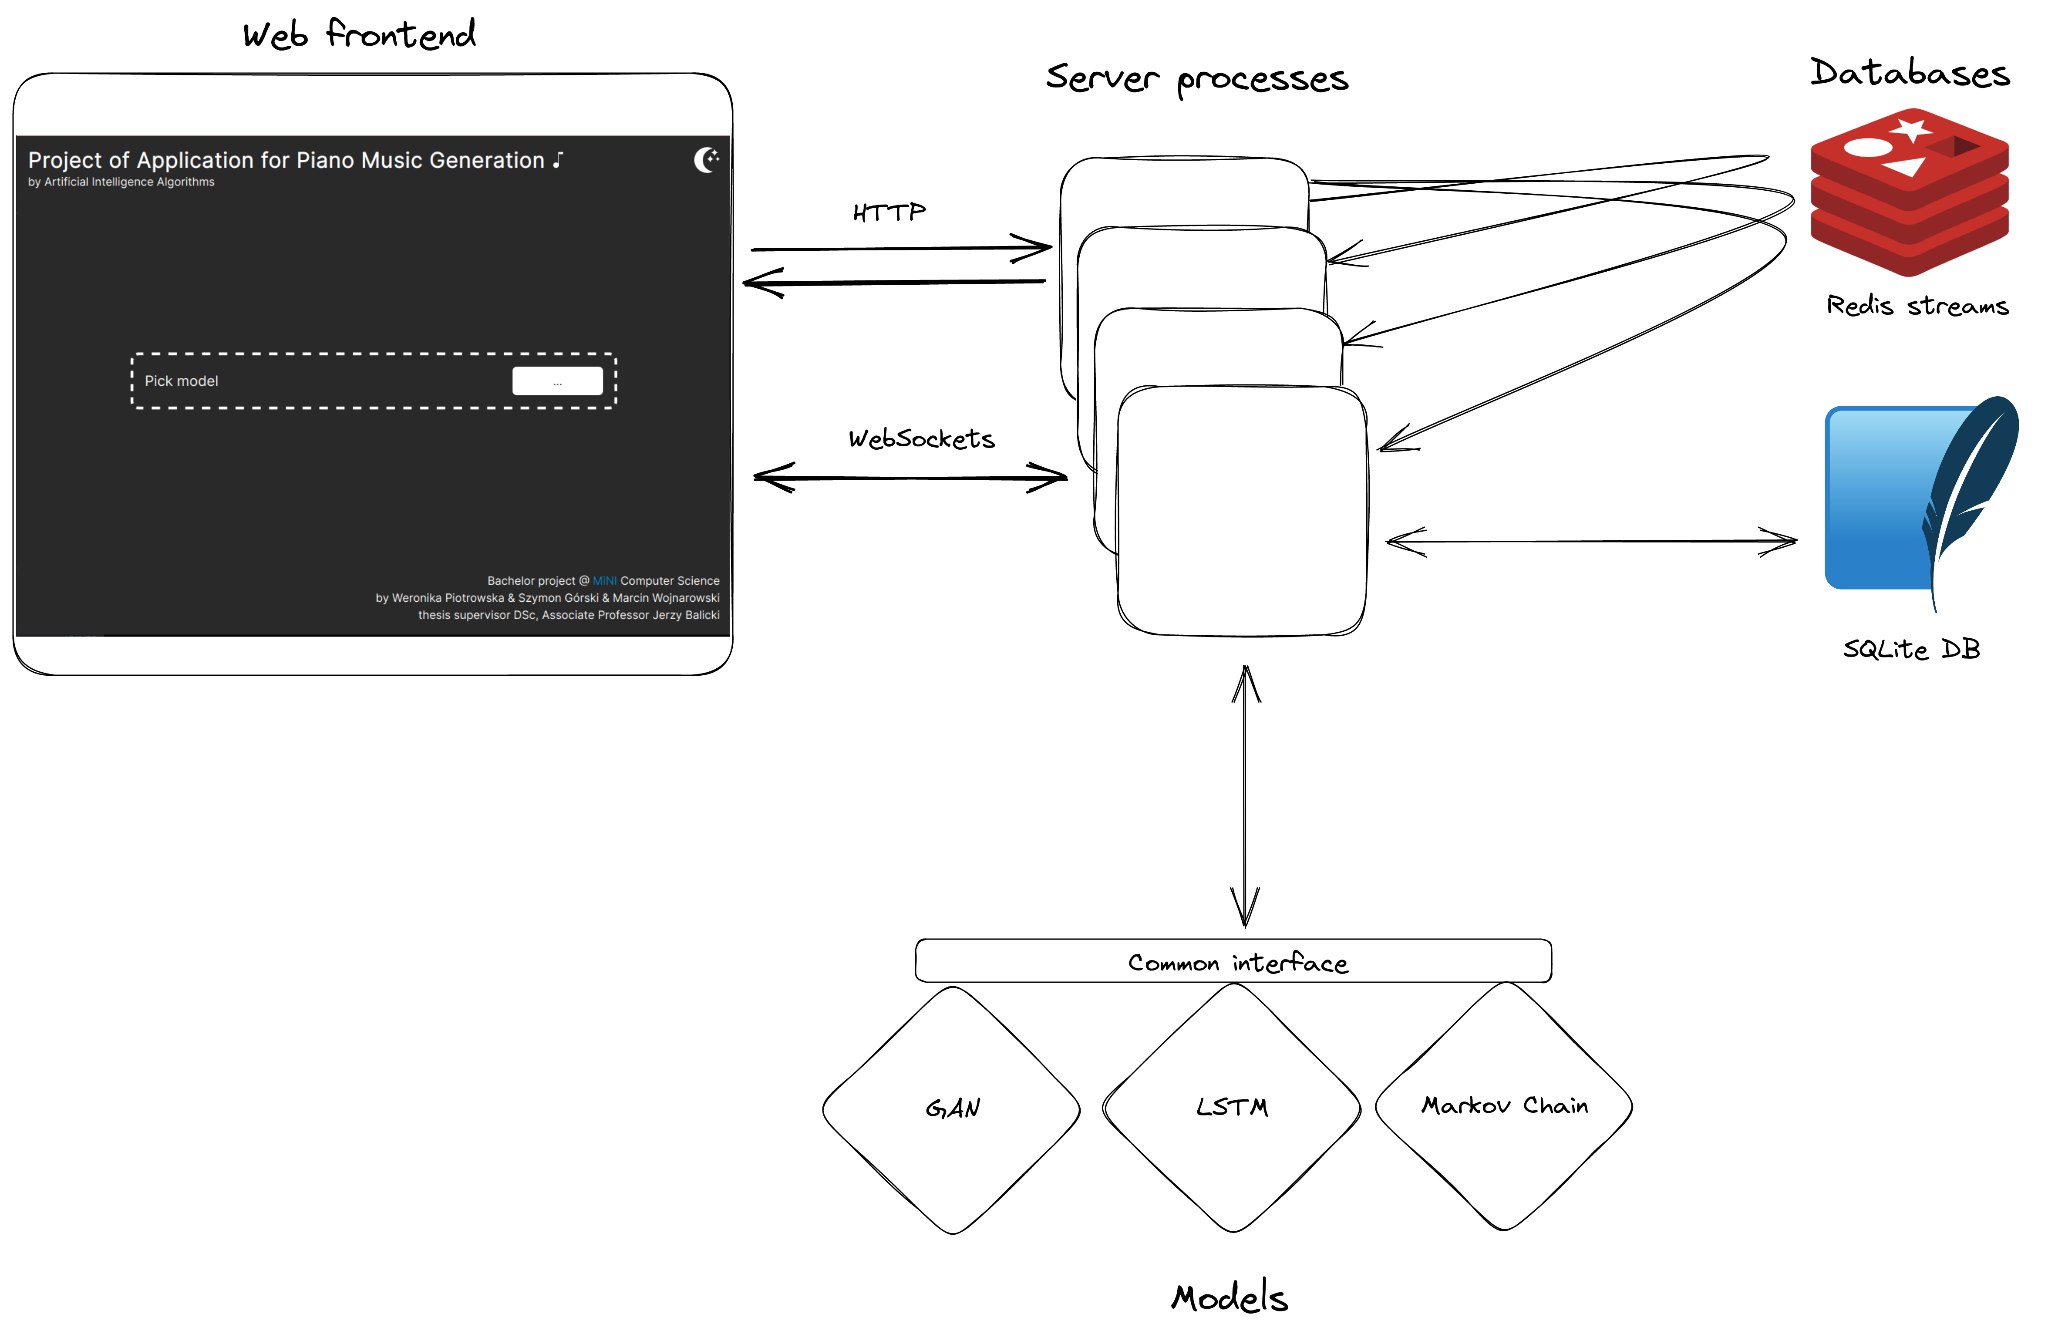 Web frontend
Server processes
Databases
Project of Application for Piano Music Generation ♪
by Artificial Intelligence Algorithms
HTTP
Redis streams
Pick model
...
WebSockets
Bachelor project @ MiNI Computer Science
by Weronika Piotrowska & Szymon Górski & Marcin Wojnarowski
thesis supervisor DSc, Associate Professor Jerzy Balicki
SQLite DB
Common interface
GAN
LSTM
Markov Chain
Models